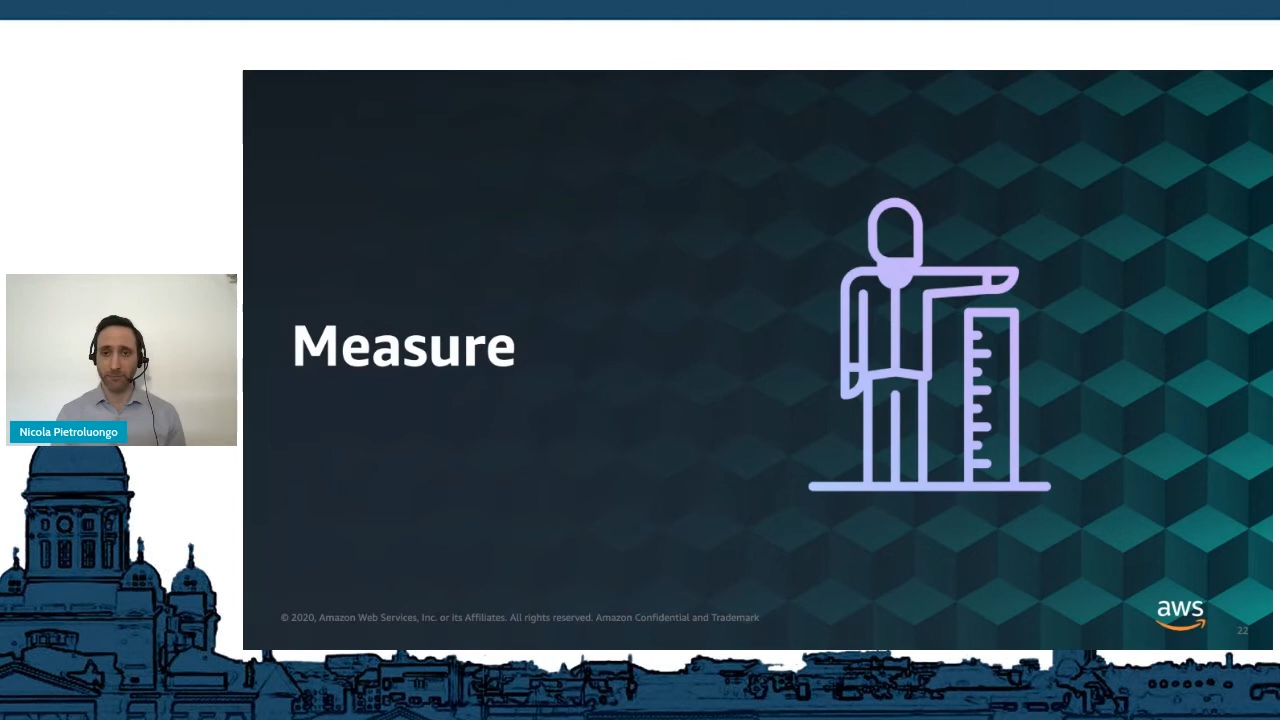 Measure
Nicola Pietroluongo
© 2020, Amazon Web Services, Inc. or its Affiliates. All rights reserved. Amazon Confidential and Trademark
aws
22